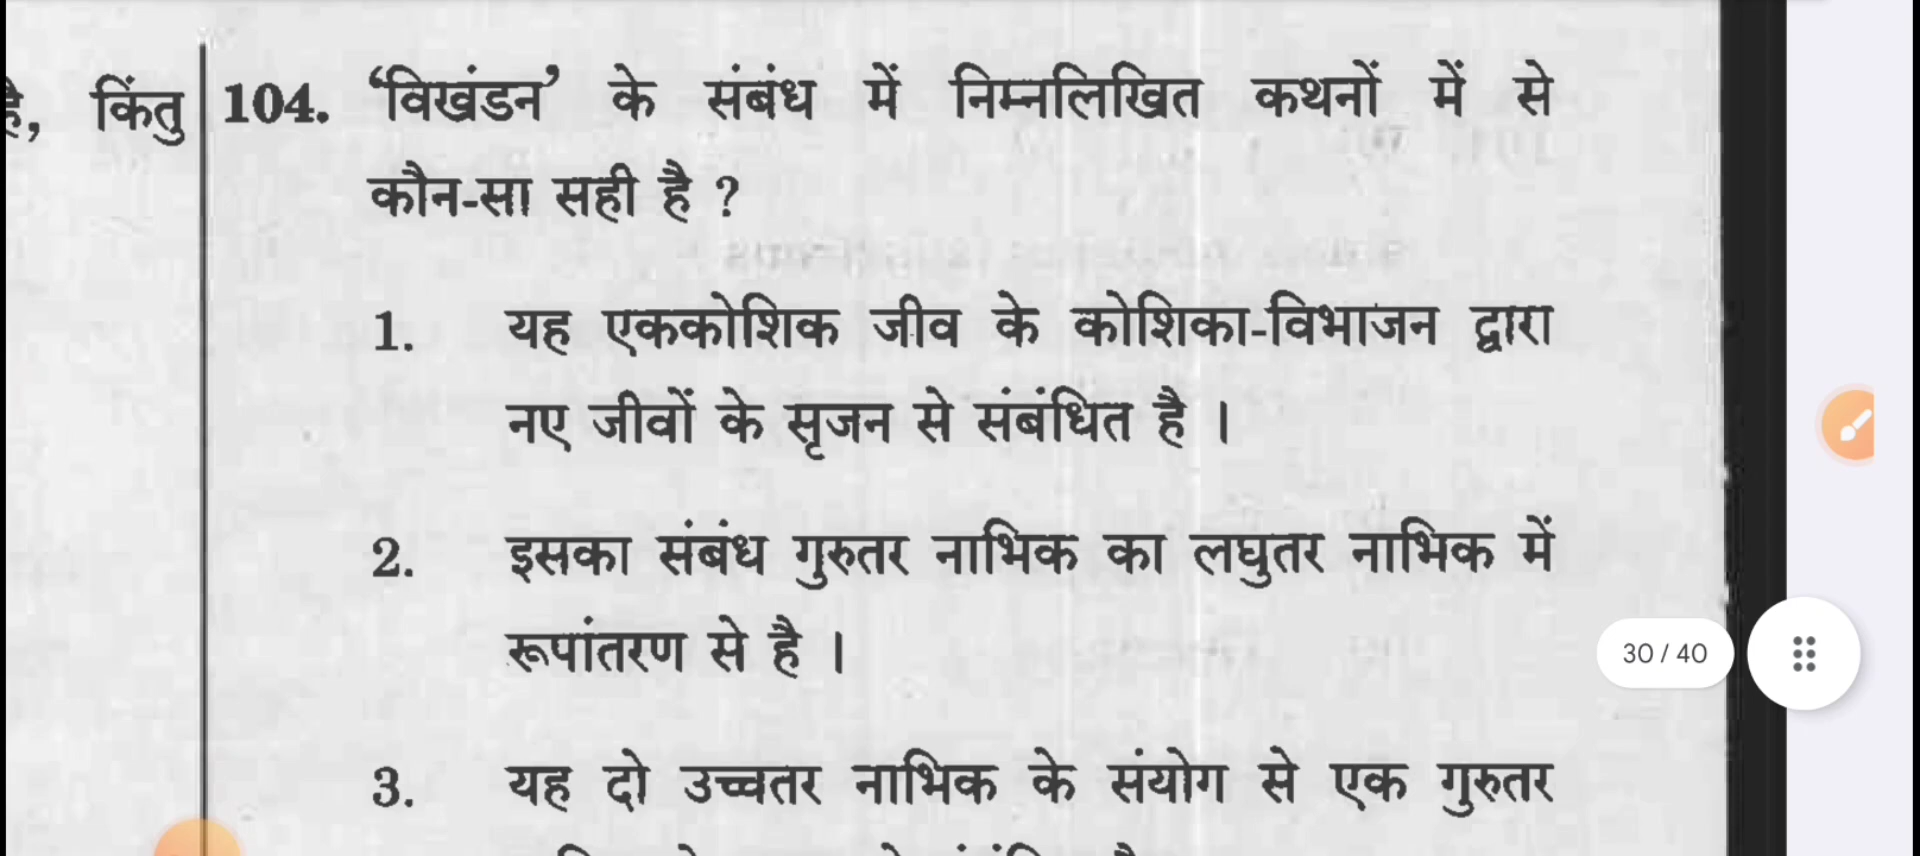 है, किंतु
104. ‘विखंडन’ के संबंध में निम्नलिखित कथनों में से
कौन-सा सही है ?
1. यह एककोशिक जीव के कोशिका-विभाजन द्वारा
नए जीवों के सृजन से संबंधित है ।
2. इसका संबंध गुरुतर नाभिक का लघुतर नाभिक में
रूपांतरण से है ।
30 / 40
3. यह दो उच्चतर नाभिक के संयोग से एक गुरुतर